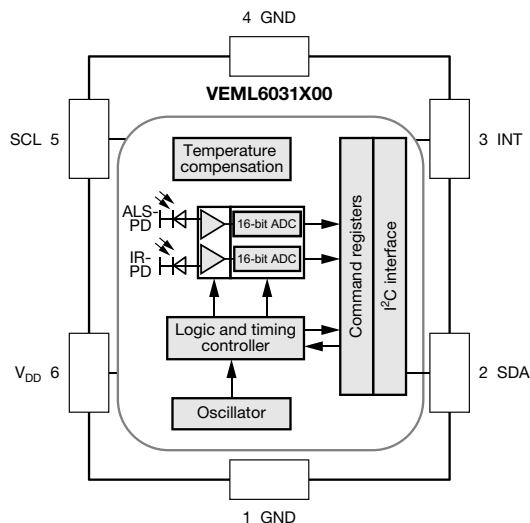 4 GND
VEML6031X00
SCL 5
3 INT
Temperature
compensation
ALS-
PD
16-bit ADC
IR-
PD
16-bit ADC
Command registers
I²C interface
Logic and timing
controller
V_DD 6
2 SDA
Oscillator
1 GND